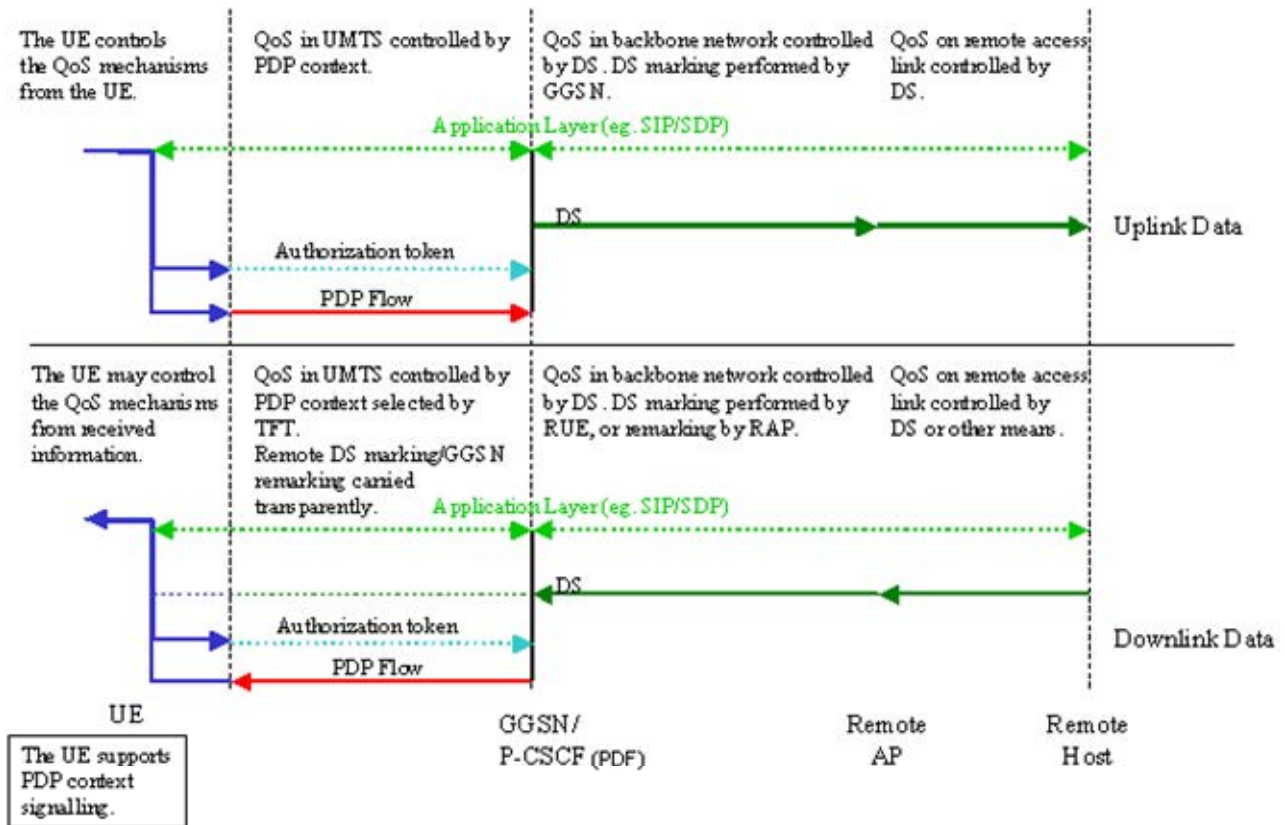 The UE controls
the QoS mechanisms
from the UE.
QoS in UMTS controlled by
PDP context.
QoS in backbone network controlled
by DS. DS marking performed by
GGSN.
QoS on remote access
link controlled by
DS.
Application Layer (eg. SIP/SDP)
DS
Uplink Data
Authorization token
PDP Flow
The UE may control
the QoS mechanisms
from received
information.
QoS in UMTS controlled by
PDP context selected by
TFT.
Remote DS marking/GGSN
remarking carried
transparently.
QoS in backbone network controlled
by DS. DS marking performed by
RUE, or remarking by RAP.
QoS on remote access
link controlled by
DS or other means.
Application Layer (eg. SIP/SDP)
DS
Authorization token
Downlink Data
PDP Flow
UE
GGSN/
P-CSCF (PDF)
Remote
AP
Remote
Host
The UE supports
PDP context
signalling.